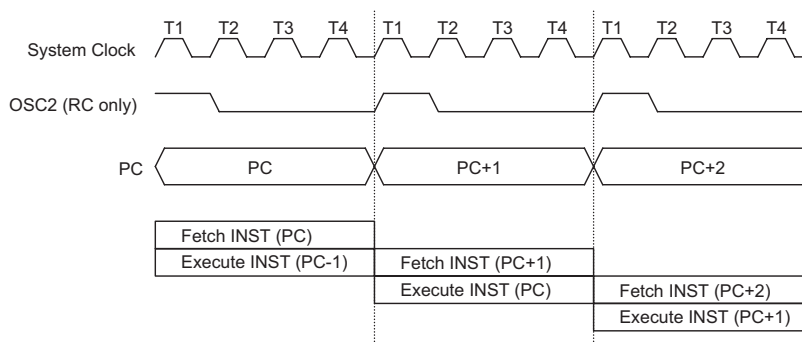 T1 T2 T3 T4 T1 T2 T3 T4 T1 T2 T3 T4
System Clock
OSC2 (RC only)
PC PC PC+1 PC+2
Fetch INST (PC)
Execute INST (PC-1) Fetch INST (PC+1)
Execute INST (PC) Fetch INST (PC+2)
Execute INST (PC+1)